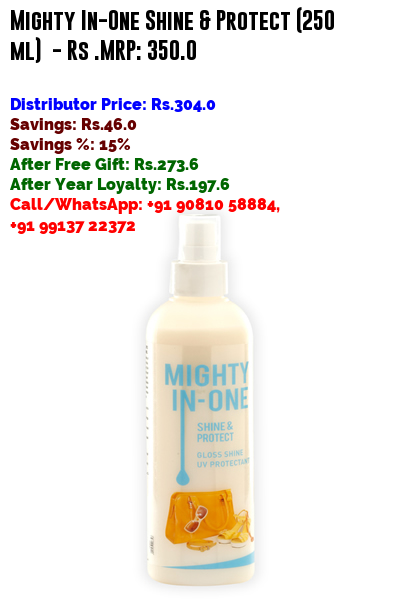 Mighty In-One Shine & Protect (250
ml) - Rs .MRP: 350.0
Distributor Price: Rs.304.0
Savings: Rs.46.0
Savings %: 15%
After Free Gift: Rs.273.6
After Year Loyalty: Rs.197.6
Call/WhatsApp: +91 90810 58884,
+91 99137 22372
MIGHTY
IN-ONE
SHINE &
PROTECT
GLOSS SHINE
UV PROTECTANT